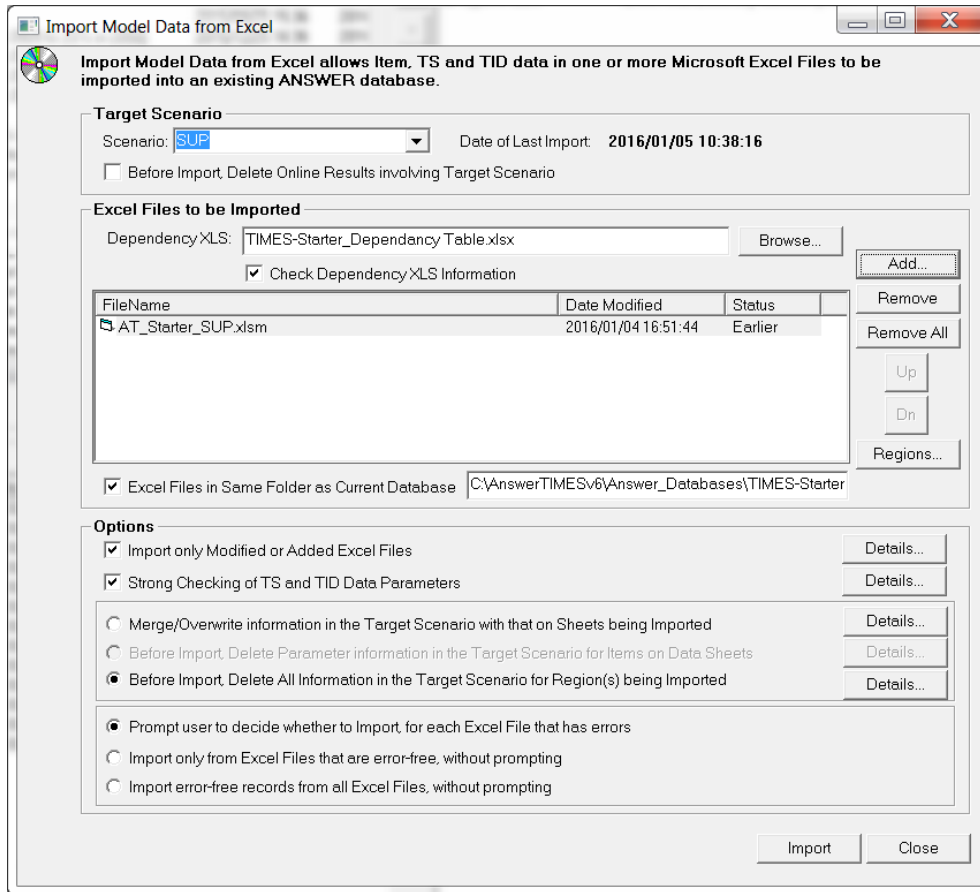 Import Model Data from Excel
Import Model Data from Excel allows Item, TS and TID data in one or more Microsoft Excel Files to be
imported into an existing ANSWER database.
Target Scenario
Scenario: SUP Date of Last Import: 2016/01/05 10:38:16
Before Import, Delete Online Results involving Target Scenario
Excel Files to be Imported
Dependency XLS: TIMES-Starter_Dependancy Table.xlsx Browse...
Check Dependency XLS Information
Add...
FileName Date Modified Status
Remove
AT_Starter_SUP.xlsm 2016/01/04 16:51:44 Earlier
Remove All
Up
Dn
Regions...
Excel Files in Same Folder as Current Database C:\AnswerTIMESv6\Answer_Databases\TIMES-Starter
Options
Import only Modified or Added Excel Files Details...
Strong Checking of TS and TID Data Parameters Details...
Merge/Overwrite information in the Target Scenario with that on Sheets being Imported Details...
Before Import, Delete Parameter information in the Target Scenario for Items on Data Sheets Details...
Before Import, Delete All Information in the Target Scenario for Region(s) being Imported Details...
Prompt user to decide whether to Import, for each Excel File that has errors
Import only from Excel Files that are error-free, without prompting
Import error-free records from all Excel Files, without prompting
Import Close